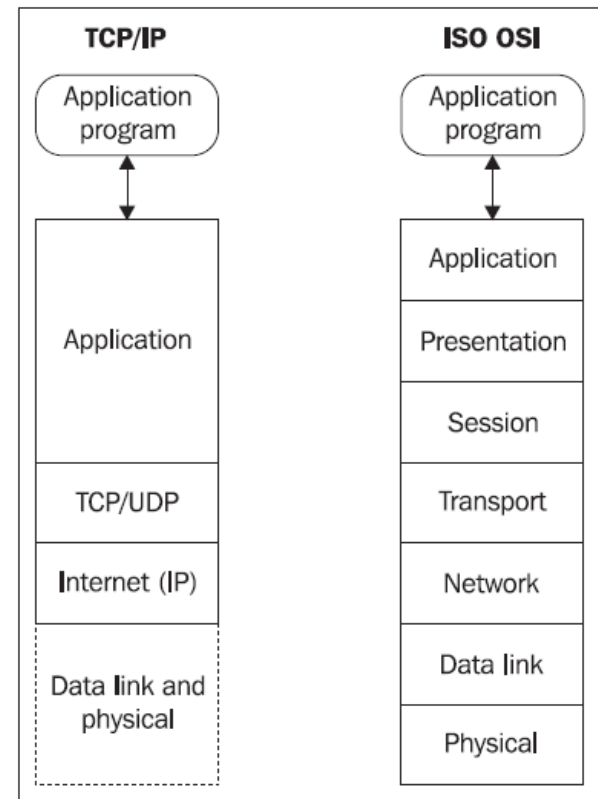 TCP/IP
Application
program
Application
TCP/UDP
Internet (IP)
Data link and
physical
ISO OSI
Application
program
Application
Presentation
Session
Transport
Network
Data link
Physical